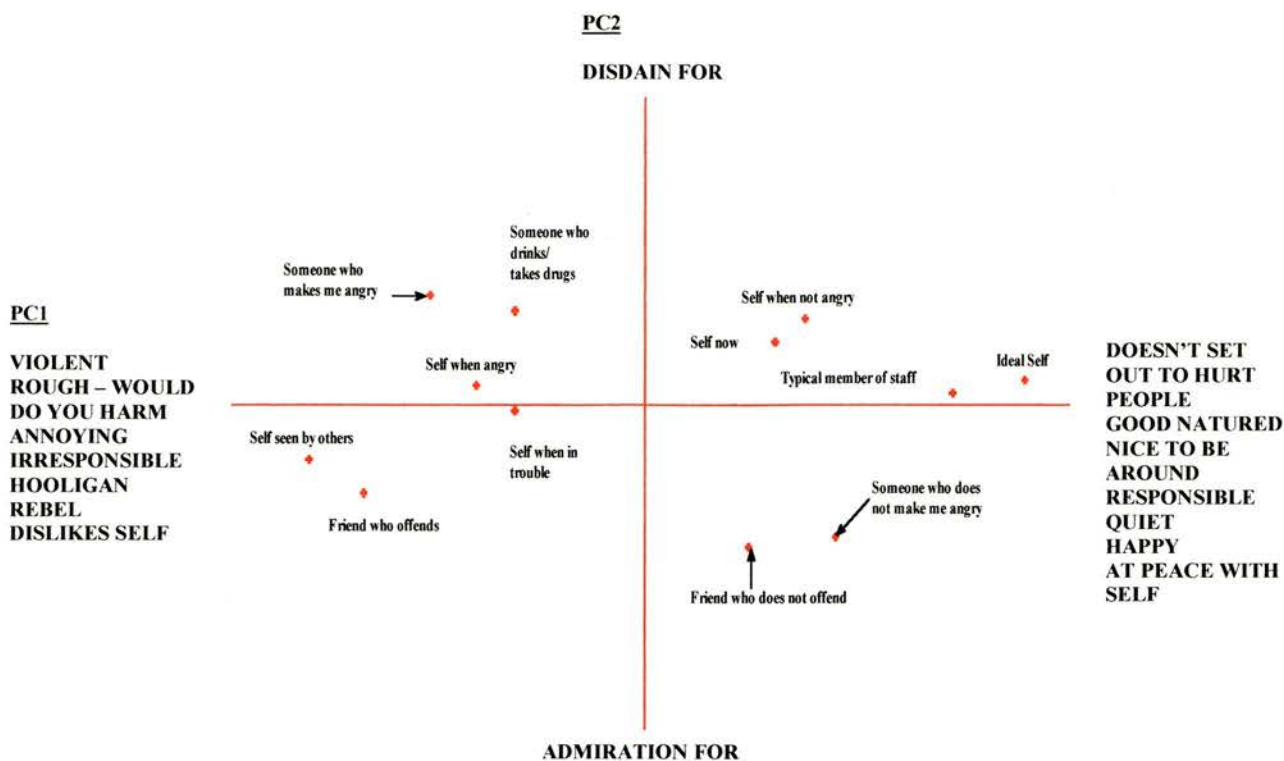 PC2
DISDAIN FOR
Someone who
drinks/
takes drugs
Someone who
makes me angry
Self when not angry
PC1
Self now
VIOLENT
ROUGH – WOULD
DO YOU HARM
ANNOYING
IRRESPONSIBLE
HOOLIGAN
REBEL
DISLIKES SELF
Self when angry
Typical member of staff
Ideal Self
DOESN'T SET
OUT TO HURT
PEOPLE
GOOD NATURED
NICE TO BE
AROUND
RESPONSIBLE
QUIET
HAPPY
AT PEACE WITH
SELF
Self seen by others
Self when in
trouble
Friend who offends
Someone who does
not make me angry
Friend who does not offend
ADMIRATION FOR